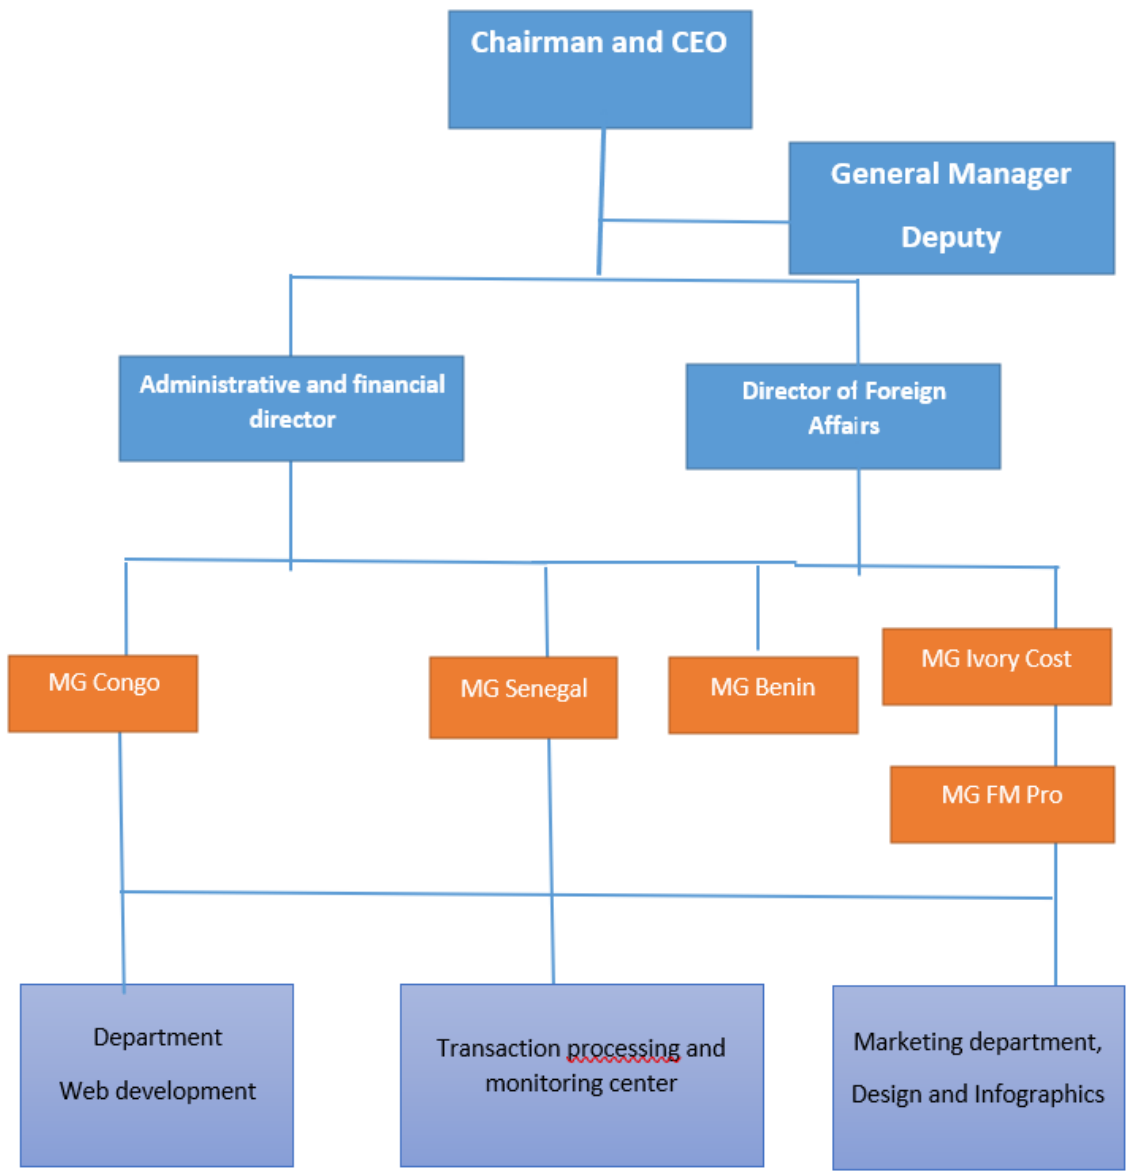 Chairman and CEO
General Manager
Deputy
Administrative and financial
director
Director of Foreign
Affairs
MG Congo
MG Senegal
MG Benin
MG Ivory Cost
MG FM Pro
Department
Web development
Transaction processing and
monitoring center
Marketing department,
Design and Infographics